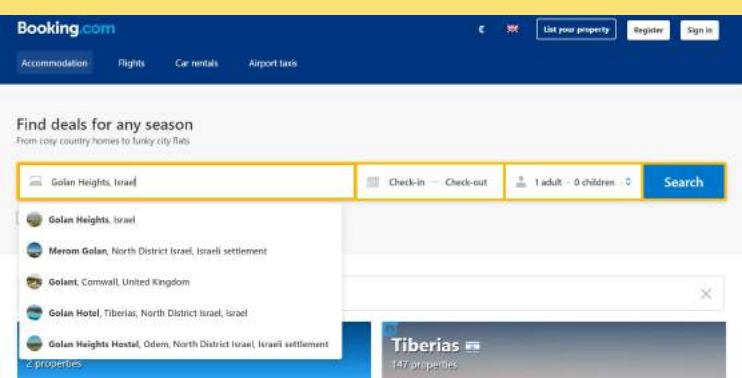 Booking.com
€
List your property
Register
Sign in
Accommodation
Flights
Car rentals
Airport taxis
Find deals for any season
From cosy country homes to funky city flats
Golan Heights, Israel
Check-in — Check-out
1 adult · 0 children
Search
Golan Heights, Israel
Merom Golan, North District Israel, Israeli settlement
Golant, Cornwall, United Kingdom
Golan Hotel, Tiberias, North District Israel, Israel
Golan Heights Hostel, Odem, North District Israel, Israeli settlement
2 properties
Tiberias
147 properties